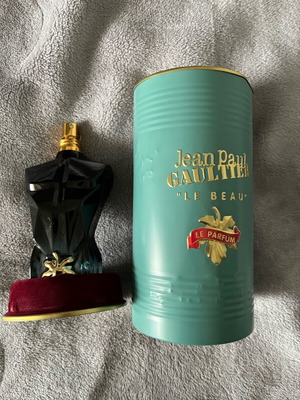 Jean Paul
GAULTIER
"LE BEAU"
LE PARFUM